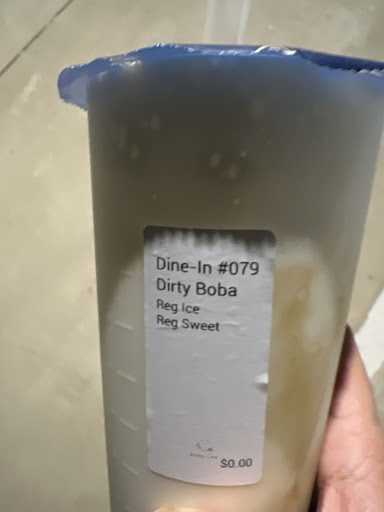 Dine-In #079
Dirty Boba
Reg Ice
Reg Sweet
$0.00